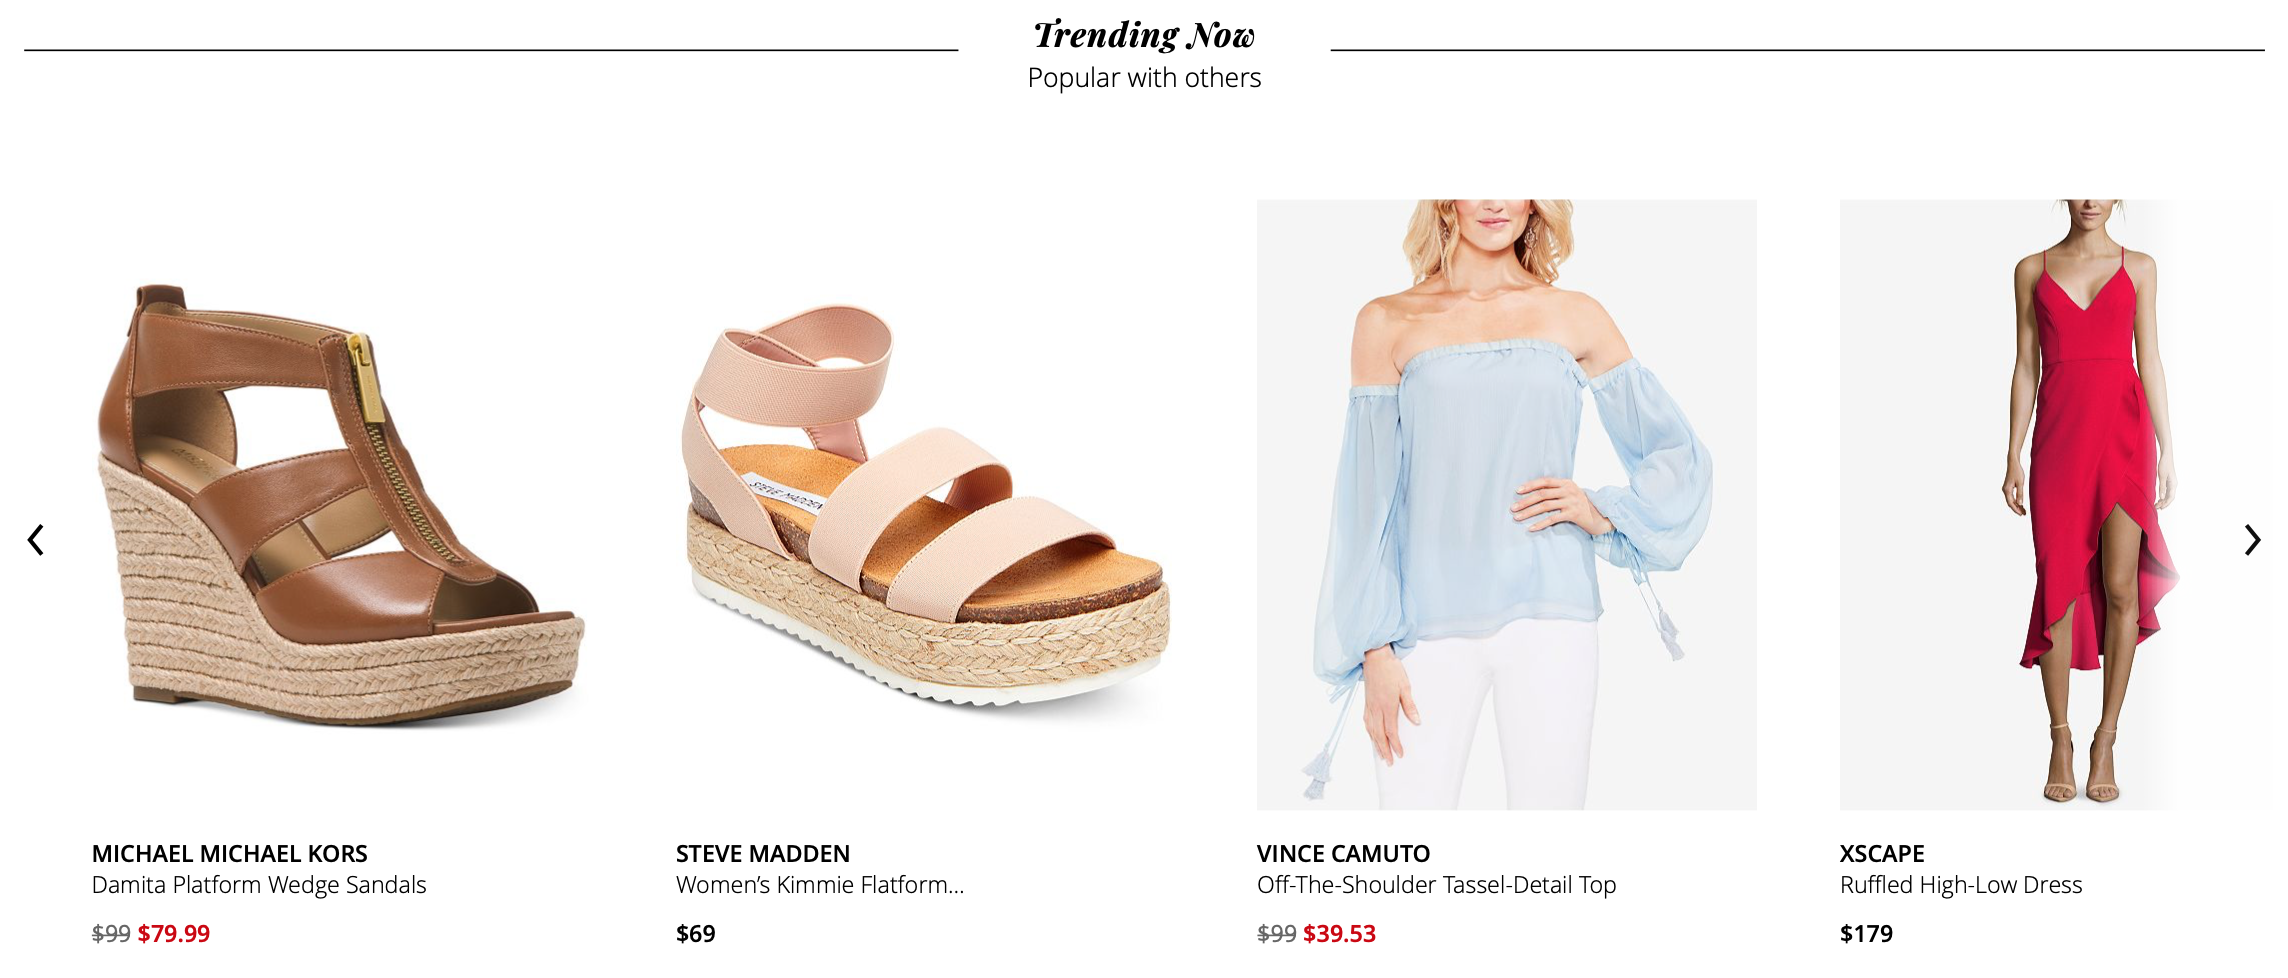 Trending Now
Popular with others
STEVE MADDEN
MICHAEL MICHAEL KORS
Damita Platform Wedge Sandals
$99 $79.99
STEVE MADDEN
Women’s Kimmie Flatform...
$69
VINCE CAMUTO
Off-The-Shoulder Tassel-Detail Top
$99 $39.53
XSCAPE
Ruffled High-Low Dress
$179